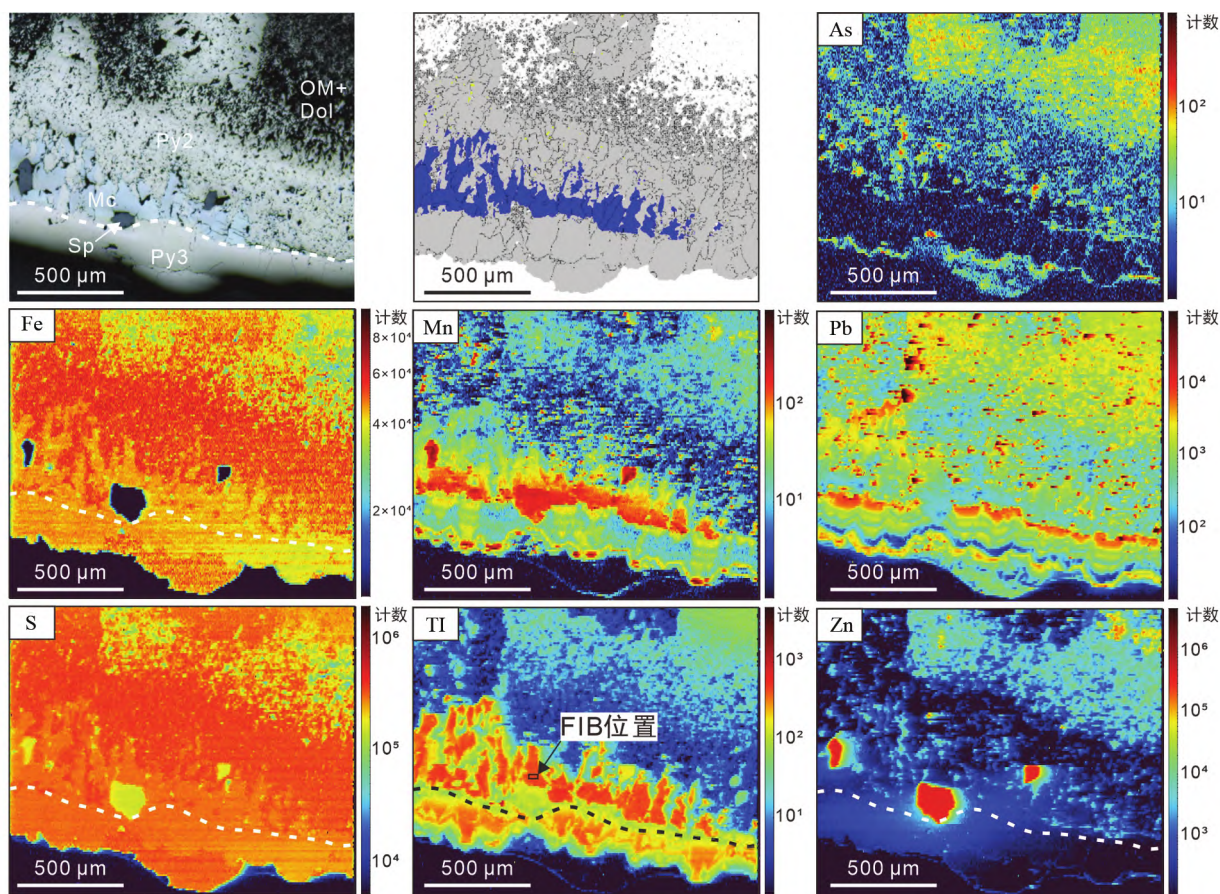 OM+
Dol
Py2
Mc
Sp
Py3
500 µm
500 µm
As
计数
10²
10¹
500 µm
Fe
计数
8×10⁴
6×10⁴
4×10⁴
2×10⁴
500 µm
Mn
计数
10²
10¹
500 µm
Pb
计数
10⁴
10³
10²
500 µm
S
计数
10⁶
10⁵
10⁴
500 µm
TI
计数
FIB位置
10³
10²
10¹
500 µm
Zn
计数
10⁶
10⁵
10⁴
10³
500 µm